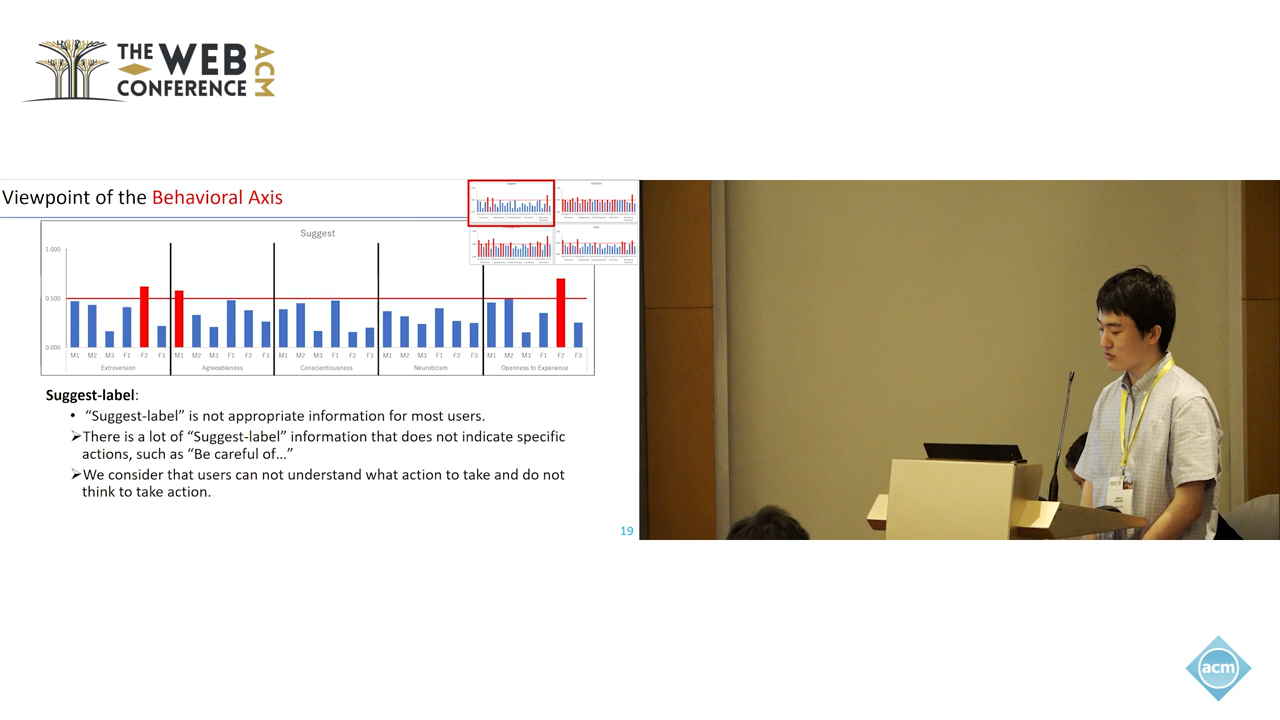 THE WEB
CONFERENCE
ACM
Viewpoint of the Behavioral Axis
Suggest
1.000
0.500
0.000
M1 M2 M3 F1 F2 F3 M1 M2 M3 F1 F2 F3 M1 M2 M3 F1 F2 F3 M1 M2 M3 F1 F2 F3 M1 M2 M3 F1 F2 F3
Extroversion Agreeableness Conscientiousness Neuroticism Openness to Experience
Suggest-label:
• “Suggest-label” is not appropriate information for most users.
➢There is a lot of “Suggest-label” information that does not indicate specific
actions, such as “Be careful of...”
➢We consider that users can not understand what action to take and do not
think to take action.
19
acm